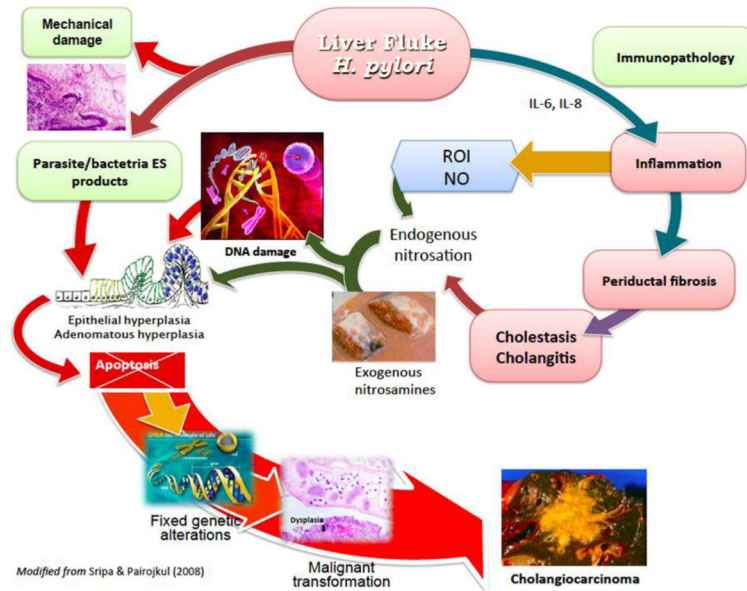 Mechanical
damage
Liver Fluke
H. pylori
Immunopathology
IL-6, IL-8
Parasite/bactetria ES
products
ROI
NO
Inflammation
DNA damage
Endogenous
nitrosation
Periductal fibrosis
Epithelial hyperplasia
Adenomatous hyperplasia
Cholestasis
Cholangitis
Exogenous
nitrosamines
Apoptosis
Fixed genetic
alterations
Dysplasia
Malignant
transformation
Cholangiocarcinoma
Modified from Sripa & Pairojkul (2008)